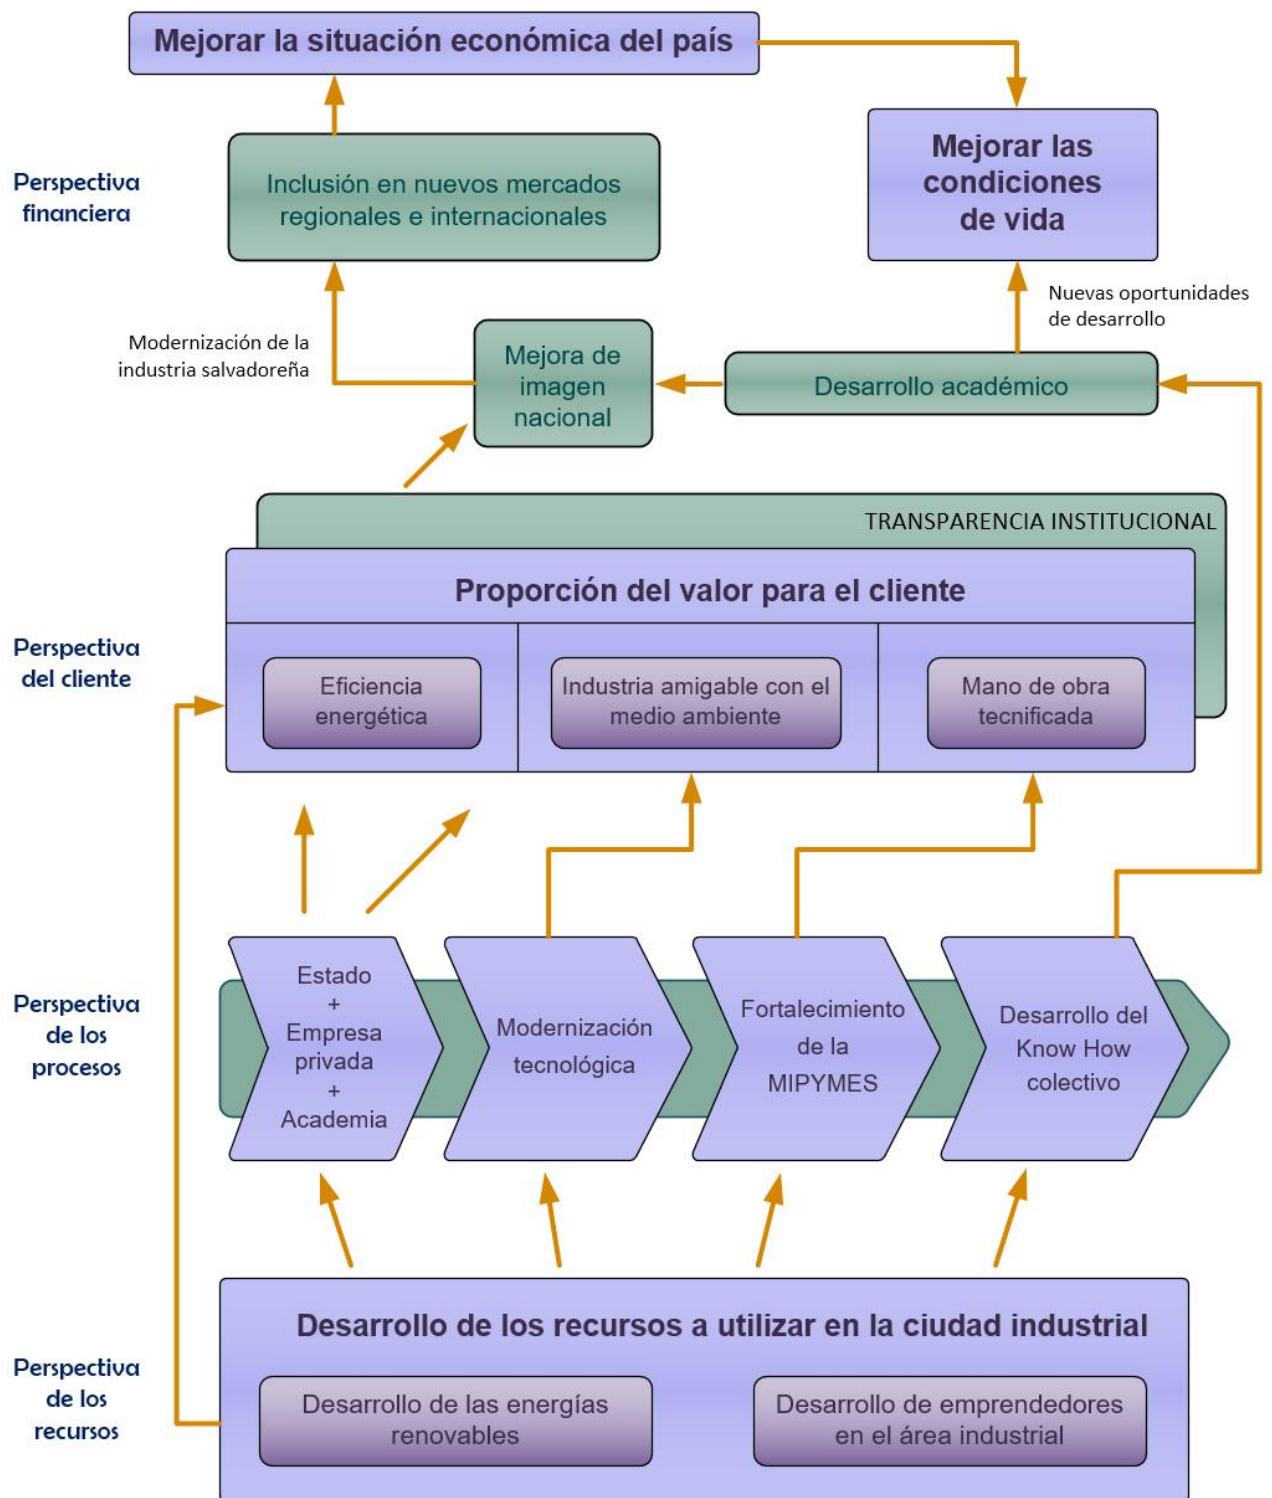 Mejorar la situación económica del país
Perspectiva
financiera
Inclusión en nuevos mercados
regionales e internacionales
Mejorar las
condiciones
de vida
Modernización de la
industria salvadoreña
Mejora de
imagen
nacional
Nuevas oportunidades
de desarrollo
Desarrollo académico
TRANSPARENCIA INSTITUCIONAL
Proporción del valor para el cliente
Perspectiva
del cliente
Eficiencia
energética
Industria amigable con el
medio ambiente
Mano de obra
tecnificada
Perspectiva
de los
procesos
Estado
+
Empresa
privada
+
Academia
Modernización
tecnológica
Fortalecimiento
de la
MIPYMES
Desarrollo del
Know How
colectivo
Desarrollo de los recursos a utilizar en la ciudad industrial
Perspectiva
de los
recursos
Desarrollo de las energías
renovables
Desarrollo de emprendedores
en el área industrial